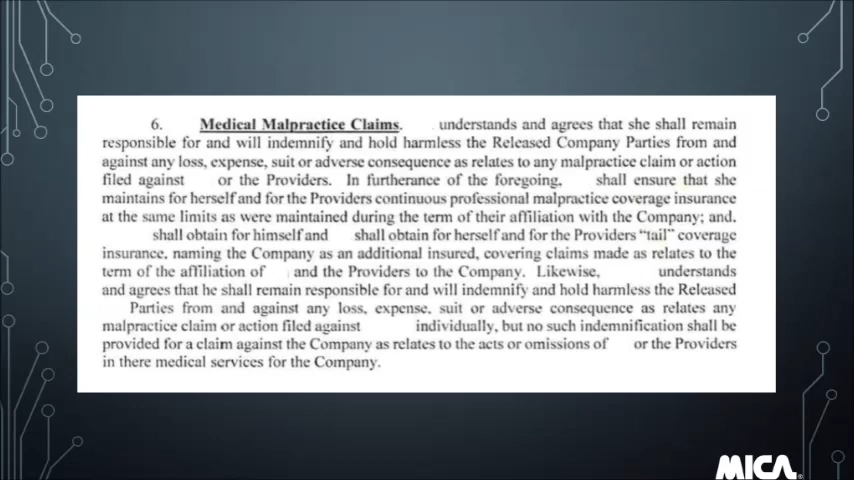 6. Medical Malpractice Claims. understands and agrees that she shall remain
responsible for and will indemnify and hold harmless the Released Company Parties from and
against any loss, expense, suit or adverse consequence as relates to any malpractice claim or action
filed against or the Providers. In furtherance of the foregoing, shall ensure that she
maintains for herself and for the Providers continuous professional malpractice coverage insurance
at the same limits as were maintained during the term of their affiliation with the Company; and.
shall obtain for himself and shall obtain for herself and for the Providers "tail" coverage
insurance, naming the Company as an additional insured, covering claims made as relates to the
term of the affiliation of and the Providers to the Company. Likewise, understands
and agrees that he shall remain responsible for and will indemnify and hold harmless the Released
Parties from and against any loss, expense, suit or adverse consequence as relates any
malpractice claim or action filed against individually, but no such indemnification shall be
provided for a claim against the Company as relates to the acts or omissions of or the Providers
in there medical services for the Company.
MICA